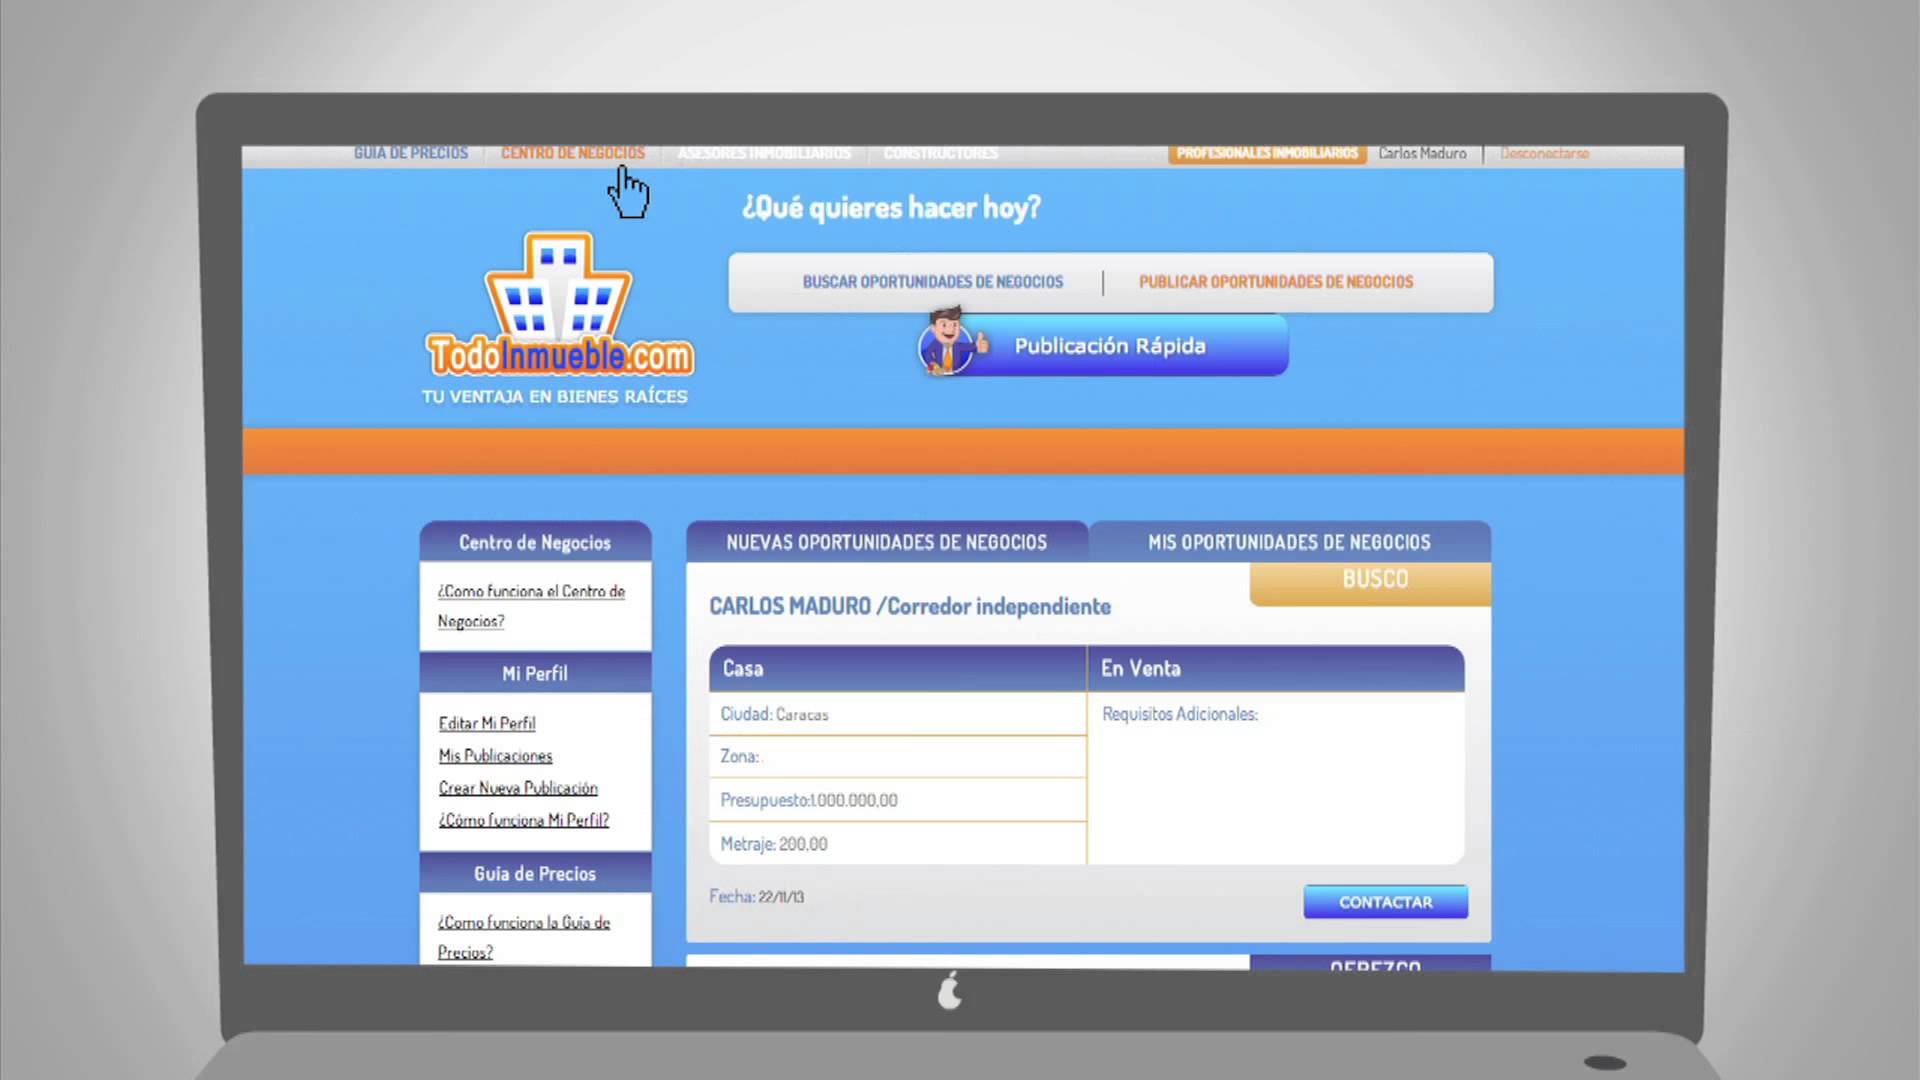 GUIA DE PRECIOS
CENTRO DE NEGOCIOS
ASESORES INMOBILIARIOS
CONSTRUCTORES
PROFESIONALES INMOBILIARIOS
Carlos Maduro
Desconectarse
¿Qué quieres hacer hoy?
BUSCAR OPORTUNIDADES DE NEGOCIOS
PUBLICAR OPORTUNIDADES DE NEGOCIOS
Publicación Rápida
TodoInmueble.com
TU VENTAJA EN BIENES RAÍCES
Centro de Negocios
¿Como funciona el Centro de
Negocios?
Mi Perfil
Editar Mi Perfil
Mis Publicaciones
Crear Nueva Publicación
¿Cómo funciona Mi Perfil?
Guia de Precios
¿Como funciona la Guia de
Precios?
NUEVAS OPORTUNIDADES DE NEGOCIOS
MIS OPORTUNIDADES DE NEGOCIOS
BUSCO
CARLOS MADURO /Corredor independiente
Casa
En Venta
Ciudad: Caracas
Requisitos Adicionales:
Zona:
Presupuesto:1.000.000,00
Metraje: 200,00
Fecha: 22/11/13
CONTACTAR
OFREZCO